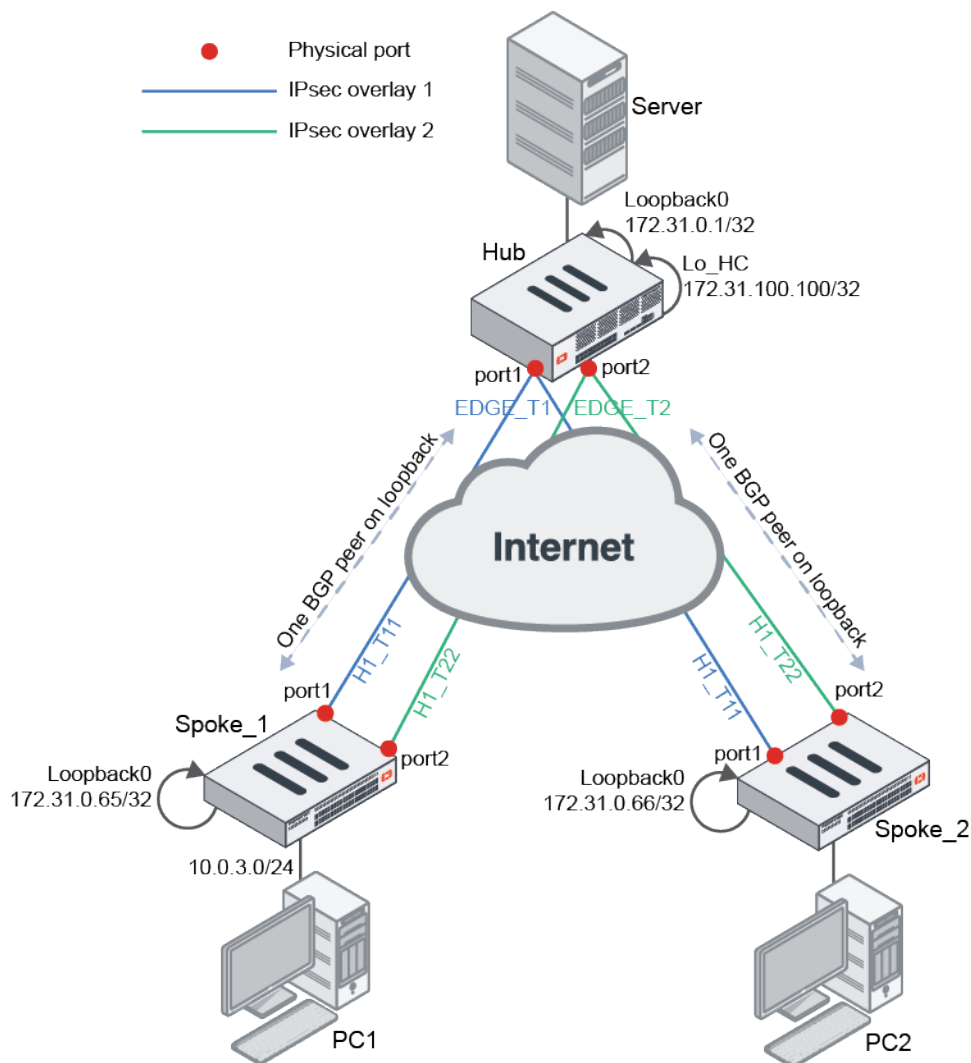 Physical port
IPsec overlay 1
IPsec overlay 2
Server
Loopback0
172.31.0.1/32
Hub
Lo_HC
172.31.100.100/32
port1
port2
EDGE_T1
EDGE_T2
One BGP peer on loopback
One BGP peer on loopback
Internet
H1_T11
H1_T22
H1_T11
H1_T22
port1
port2
port2
port1
Spoke_1
Loopback0
172.31.0.65/32
Loopback0
172.31.0.66/32
Spoke_2
10.0.3.0/24
PC1
PC2